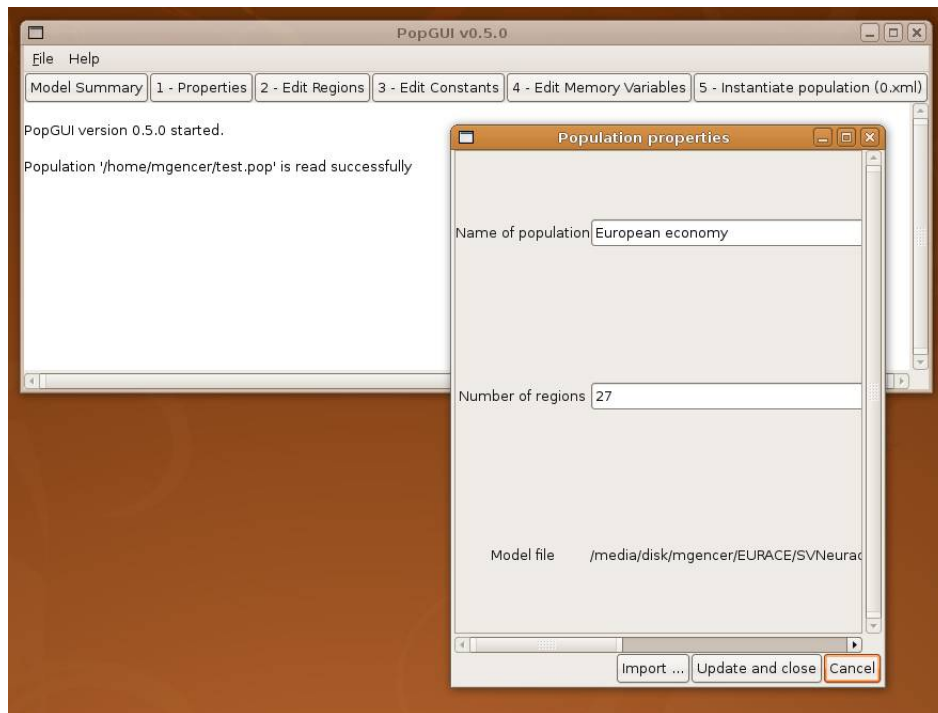 PopGUI v0.5.0
File Help
Model Summary 1 - Properties 2 - Edit Regions 3 - Edit Constants 4 - Edit Memory Variables 5 - Instantiate population (0.xml)
PopGUI version 0.5.0 started.
Population '/home/mgencer/test.pop' is read successfully
Population properties
Name of population European economy
Number of regions 27
Model file /media/disk/mgencer/EURACE/SVNeurac
Import ... Update and close Cancel